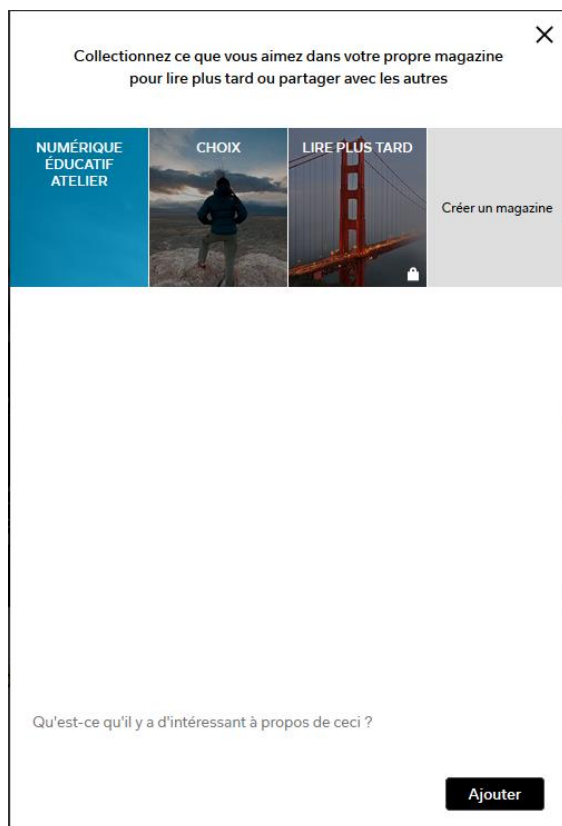 Collectionnez ce que vous aimez dans votre propre magazine
pour lire plus tard ou partager avec les autres
NUMÉRIQUE
ÉDUCATIF
ATELIER
CHOIX
LIRE PLUS TARD
Créer un magazine
Qu'est-ce qu'il y a d'intéressant à propos de ceci ?
Ajouter